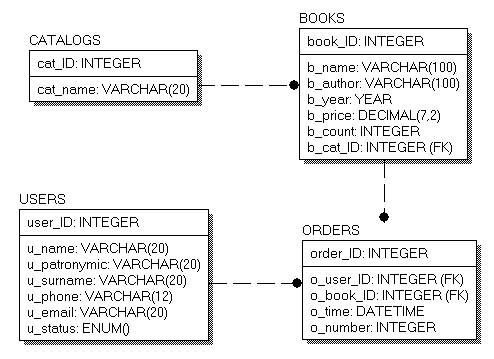 CATALOGS
cat_ID: INTEGER
cat_name: VARCHAR(20)
BOOKS
book_ID: INTEGER
b_name: VARCHAR(100)
b_author: VARCHAR(100)
b_year: YEAR
b_price: DECIMAL(7,2)
b_count: INTEGER
b_cat_ID: INTEGER (FK)
USERS
user_ID: INTEGER
u_name: VARCHAR(20)
u_patronymic: VARCHAR(20)
u_surname: VARCHAR(20)
u_phone: VARCHAR(12)
u_email: VARCHAR(20)
u_status: ENUM()
ORDERS
order_ID: INTEGER
o_user_ID: INTEGER (FK)
o_book_ID: INTEGER (FK)
o_time: DATETIME
o_number: INTEGER